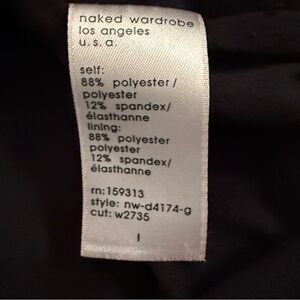 naked wardrobe
los angeles
u.s.a.
self:
88% polyester/
polyester
12% spandex/
élasthanne
lining:
88% polyester
polyester
12% spandex/
élasthanne
rn:159313
style: nw-d4174-g
cut: w2735
l